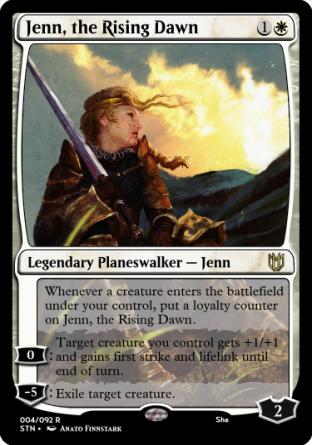 Jenn, the Rising Dawn 1
Legendary Planeswalker — Jenn
Whenever a creature enters the battlefield
under your control, put a loyalty counter
on Jenn, the Rising Dawn.
0 : Target creature you control gets +1/+1
and gains first strike and lifelink until
end of turn.
-5 : Exile target creature.
2
004/092 R She
STN • Anato Finnstark